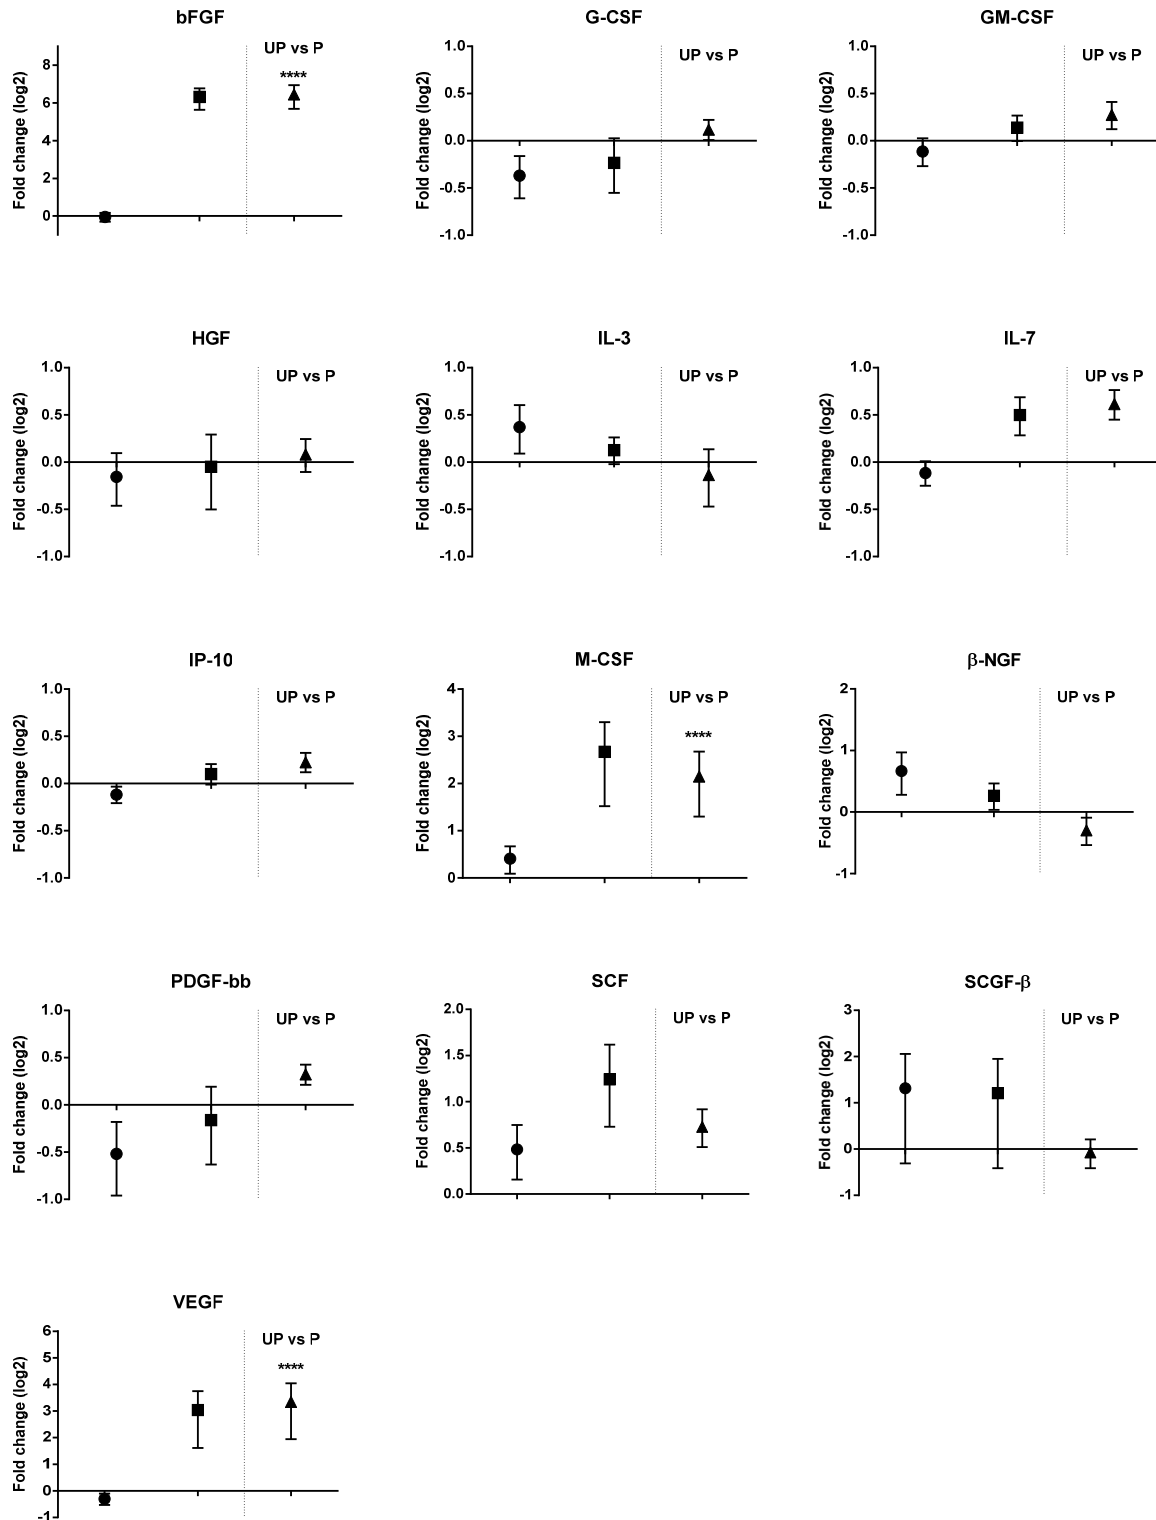 bFGF
UP vs P
****
Fold change (log2)
8
6
4
2
0
G-CSF
UP vs P
Fold change (log2)
1.0
0.5
0.0
-0.5
-1.0
GM-CSF
UP vs P
Fold change (log2)
1.0
0.5
0.0
-0.5
-1.0
HGF
UP vs P
Fold change (log2)
1.0
0.5
0.0
-0.5
-1.0
IL-3
UP vs P
Fold change (log2)
1.0
0.5
0.0
-0.5
-1.0
IL-7
UP vs P
Fold change (log2)
1.0
0.5
0.0
-0.5
-1.0
IP-10
UP vs P
Fold change (log2)
1.0
0.5
0.0
-0.5
-1.0
M-CSF
UP vs P
****
Fold change (log2)
4
3
2
1
0
β-NGF
UP vs P
Fold change (log2)
2
1
0
-1
PDGF-bb
UP vs P
Fold change (log2)
1.0
0.5
0.0
-0.5
-1.0
SCF
UP vs P
Fold change (log2)
2.0
1.5
1.0
0.5
0.0
SCGF-β
UP vs P
Fold change (log2)
3
2
1
0
-1
VEGF
UP vs P
****
Fold change (log2)
6
5
4
3
2
1
0
-1